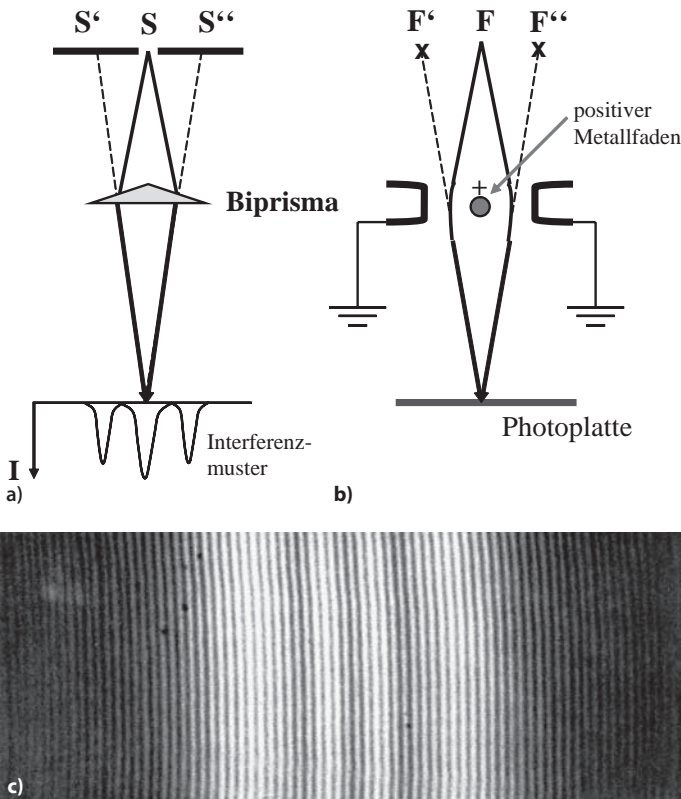 S‘ S S‘‘
Biprisma
Interferenz-
muster
I
a)
F‘ F F‘‘
x x
positiver
Metallfaden
+
Photoplatte
b)
c)